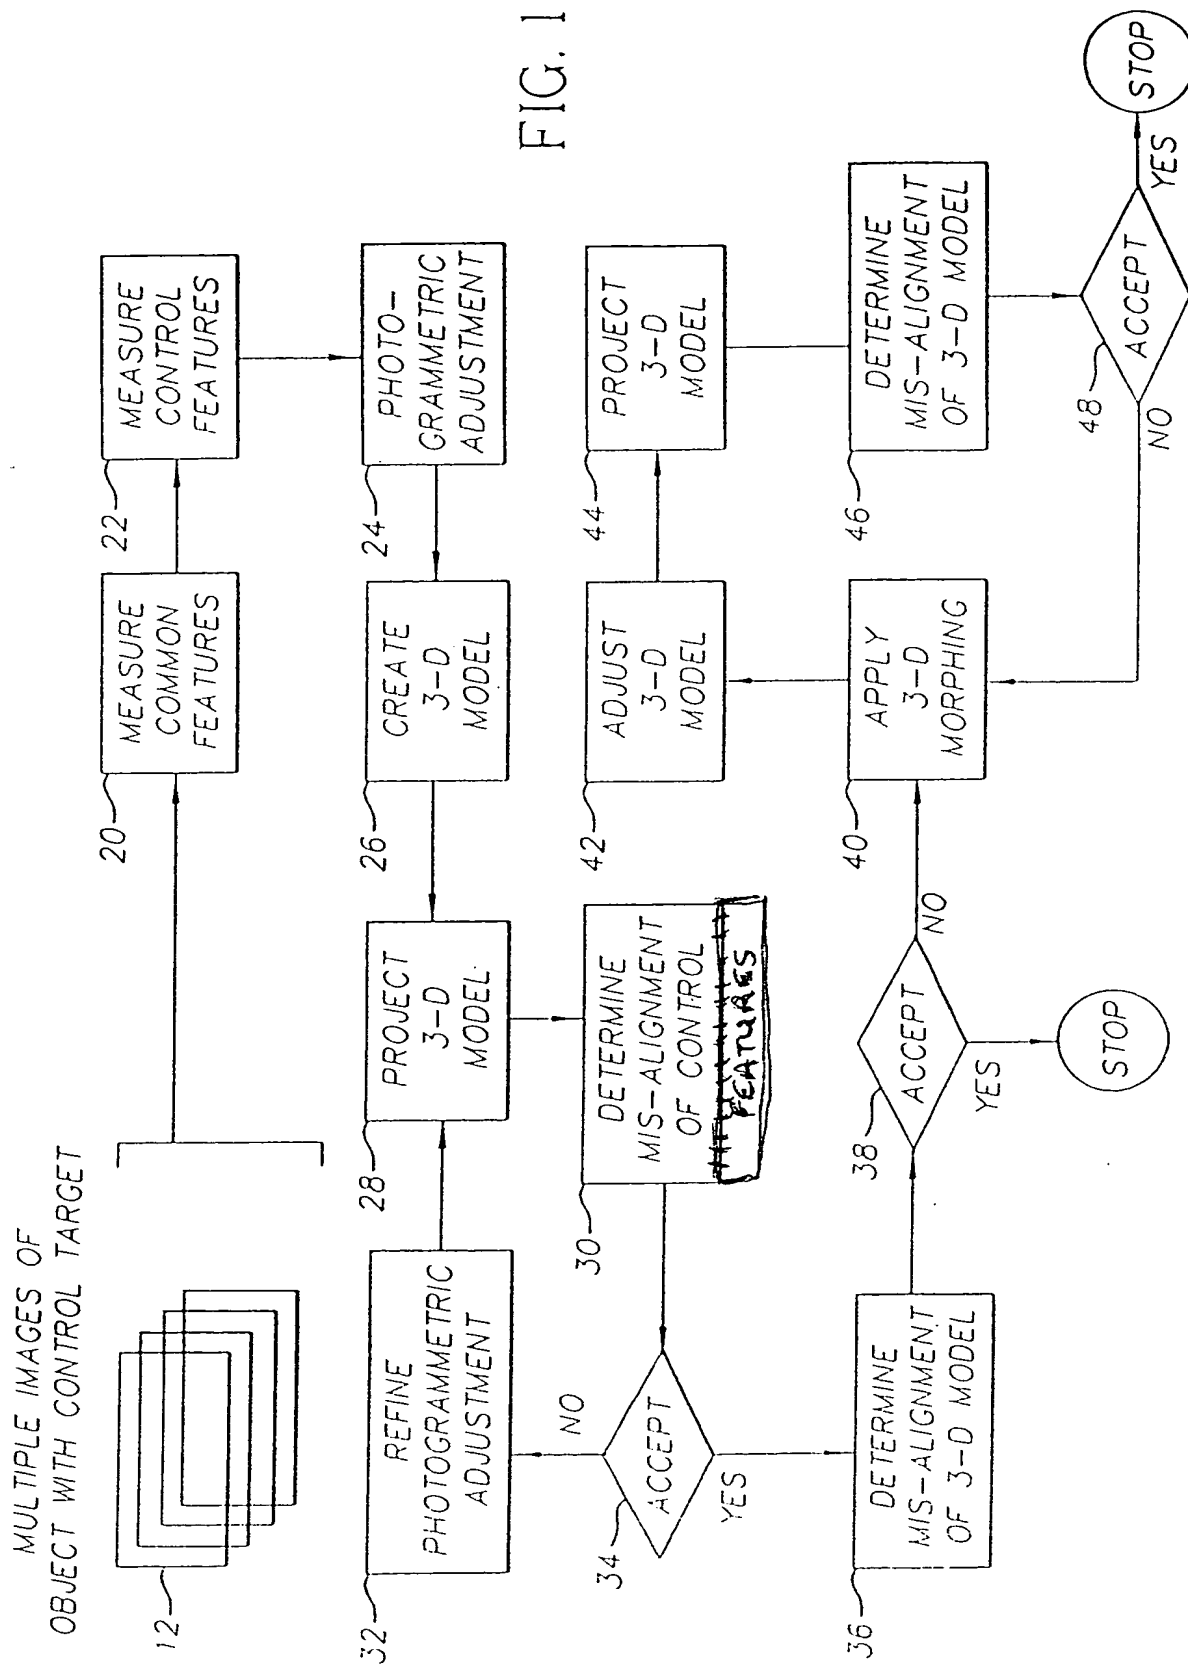 MULTIPLE IMAGES OF
OBJECT WITH CONTROL TARGET
12
20
MEASURE
COMMON
FEATURES
22
MEASURE
CONTROL
FEATURES
32
REFINE
PHOTOGRAMMETRIC
ADJUSTMENT
28
PROJECT
3-D
MODEL
26
CREATE
3-D
MODEL
24
PHOTO-
GRAMMETRIC
ADJUSTMENT
FIG. 1
34
ACCEPT
NO
YES
30
DETERMINE
MIS-ALIGNMENT
OF CONTROL
FEATURES
42
ADJUST
3-D
MODEL
44
PROJECT
3-D
MODEL
36
DETERMINE
MIS-ALIGNMENT
OF 3-D MODEL
38
ACCEPT
NO
YES
STOP
40
APPLY
3-D
MORPHING
46
DETERMINE
MIS-ALIGNMENT
OF 3-D MODEL
48
ACCEPT
NO
YES
STOP